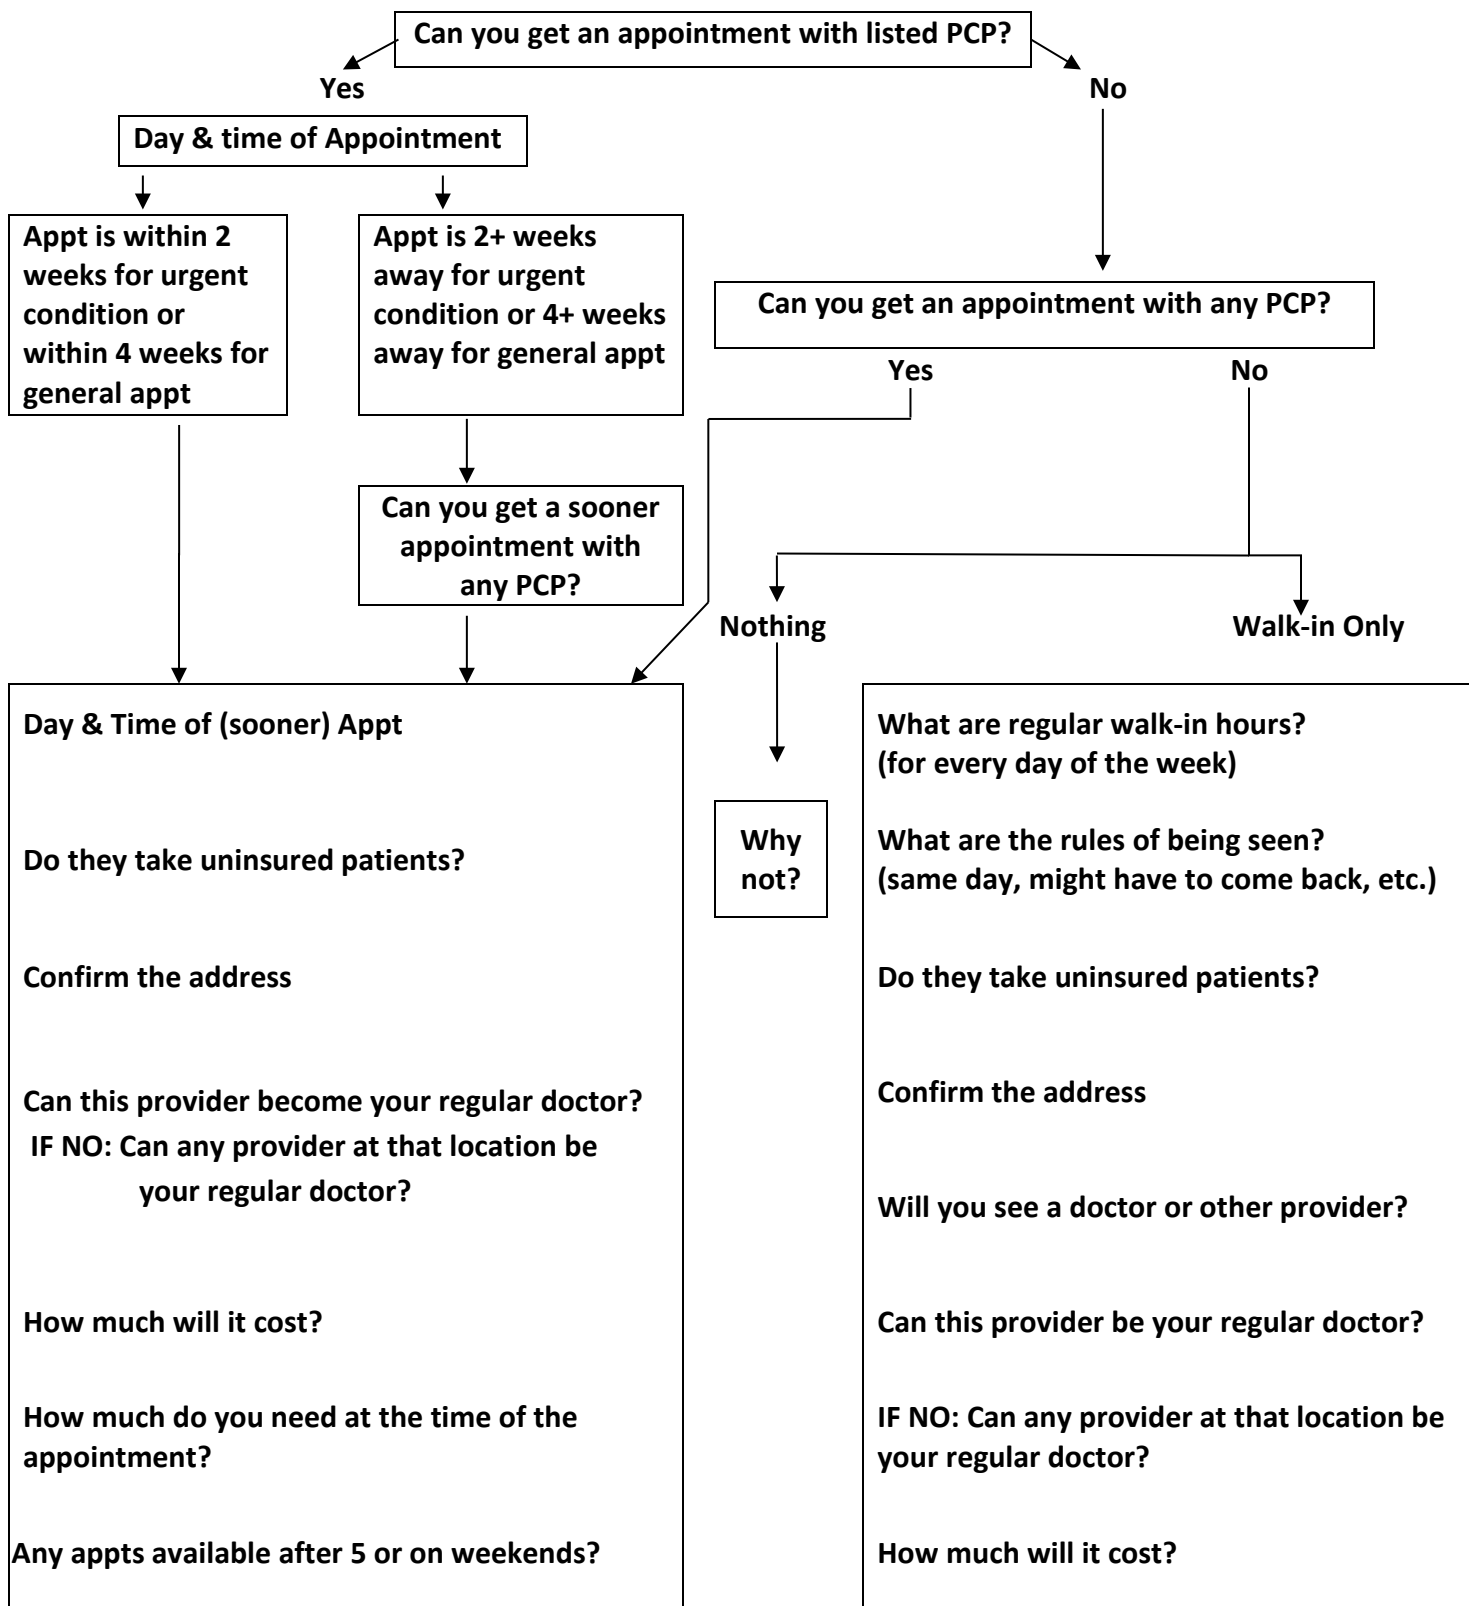 Can you get an appointment with listed PCP?
Yes
No
Day & time of Appointment
Appt is within 2
weeks for urgent
condition or
within 4 weeks for
general appt
Appt is 2+ weeks
away for urgent
condition or 4+ weeks
away for general appt
Can you get an appointment with any PCP?
Yes
No
Can you get a sooner
appointment with
any PCP?
Nothing
Walk-in Only
Day & Time of (sooner) Appt
Do they take uninsured patients?
Confirm the address
Can this provider become your regular doctor?
IF NO: Can any provider at that location be
your regular doctor?
How much will it cost?
How much do you need at the time of the
appointment?
Any appts available after 5 or on weekends?
Why
not?
What are regular walk-in hours?
(for every day of the week)
What are the rules of being seen?
(same day, might have to come back, etc.)
Do they take uninsured patients?
Confirm the address
Will you see a doctor or other provider?
Can this provider be your regular doctor?
IF NO: Can any provider at that location be
your regular doctor?
How much will it cost?